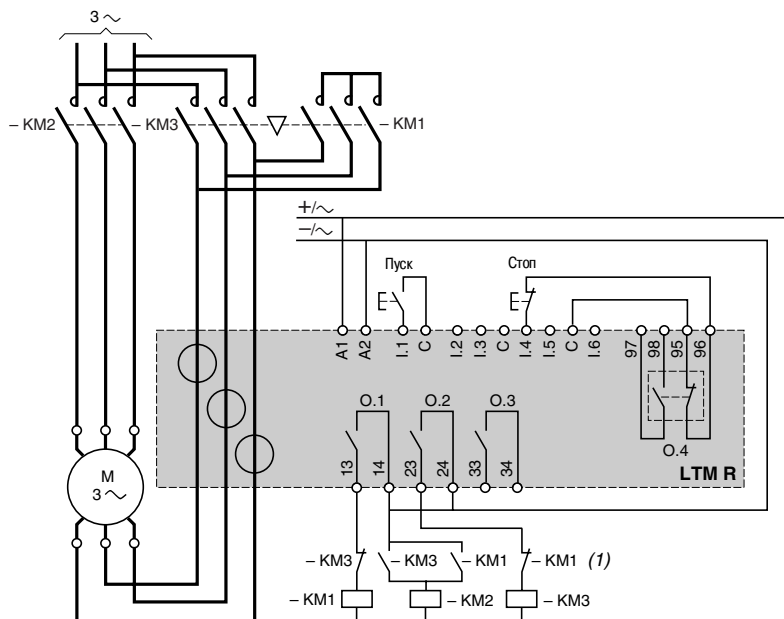 3 ∼
– KM2
– KM3
– KM1
+/∼
–/∼
Пуск
Стоп
A1
A2
I.1
C
I.2
I.3
C
I.4
I.5
C
I.6
97
98
95
96
O.1
O.2
O.3
O.4
13
14
23
24
33
34
LTM R
M
3 ∼
– KM3
– KM3
– KM1
– KM1 (1)
– KM1
– KM2
– KM3